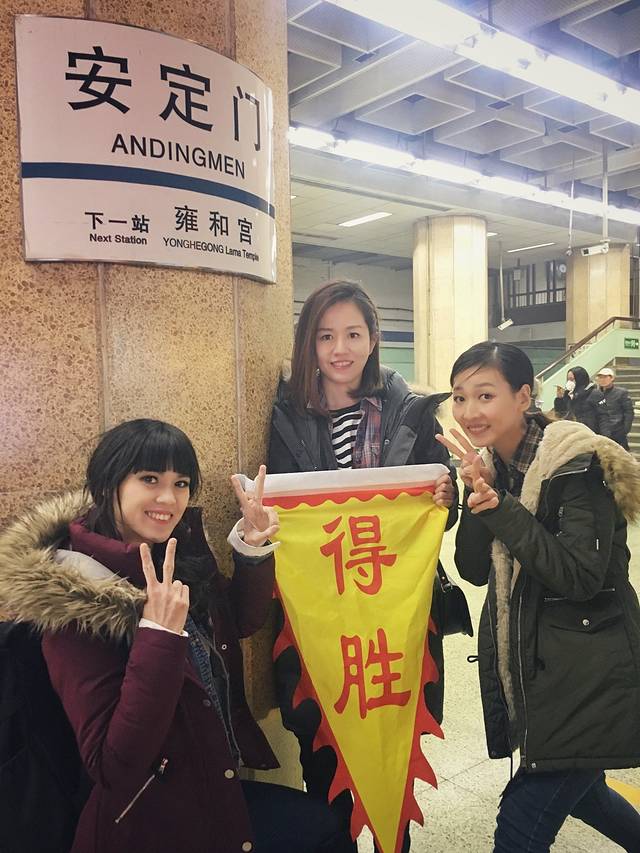 安定门
ANDINGMEN
下一站 雍和宫
Next Station YONGHEGONG Lama Temple
得
胜